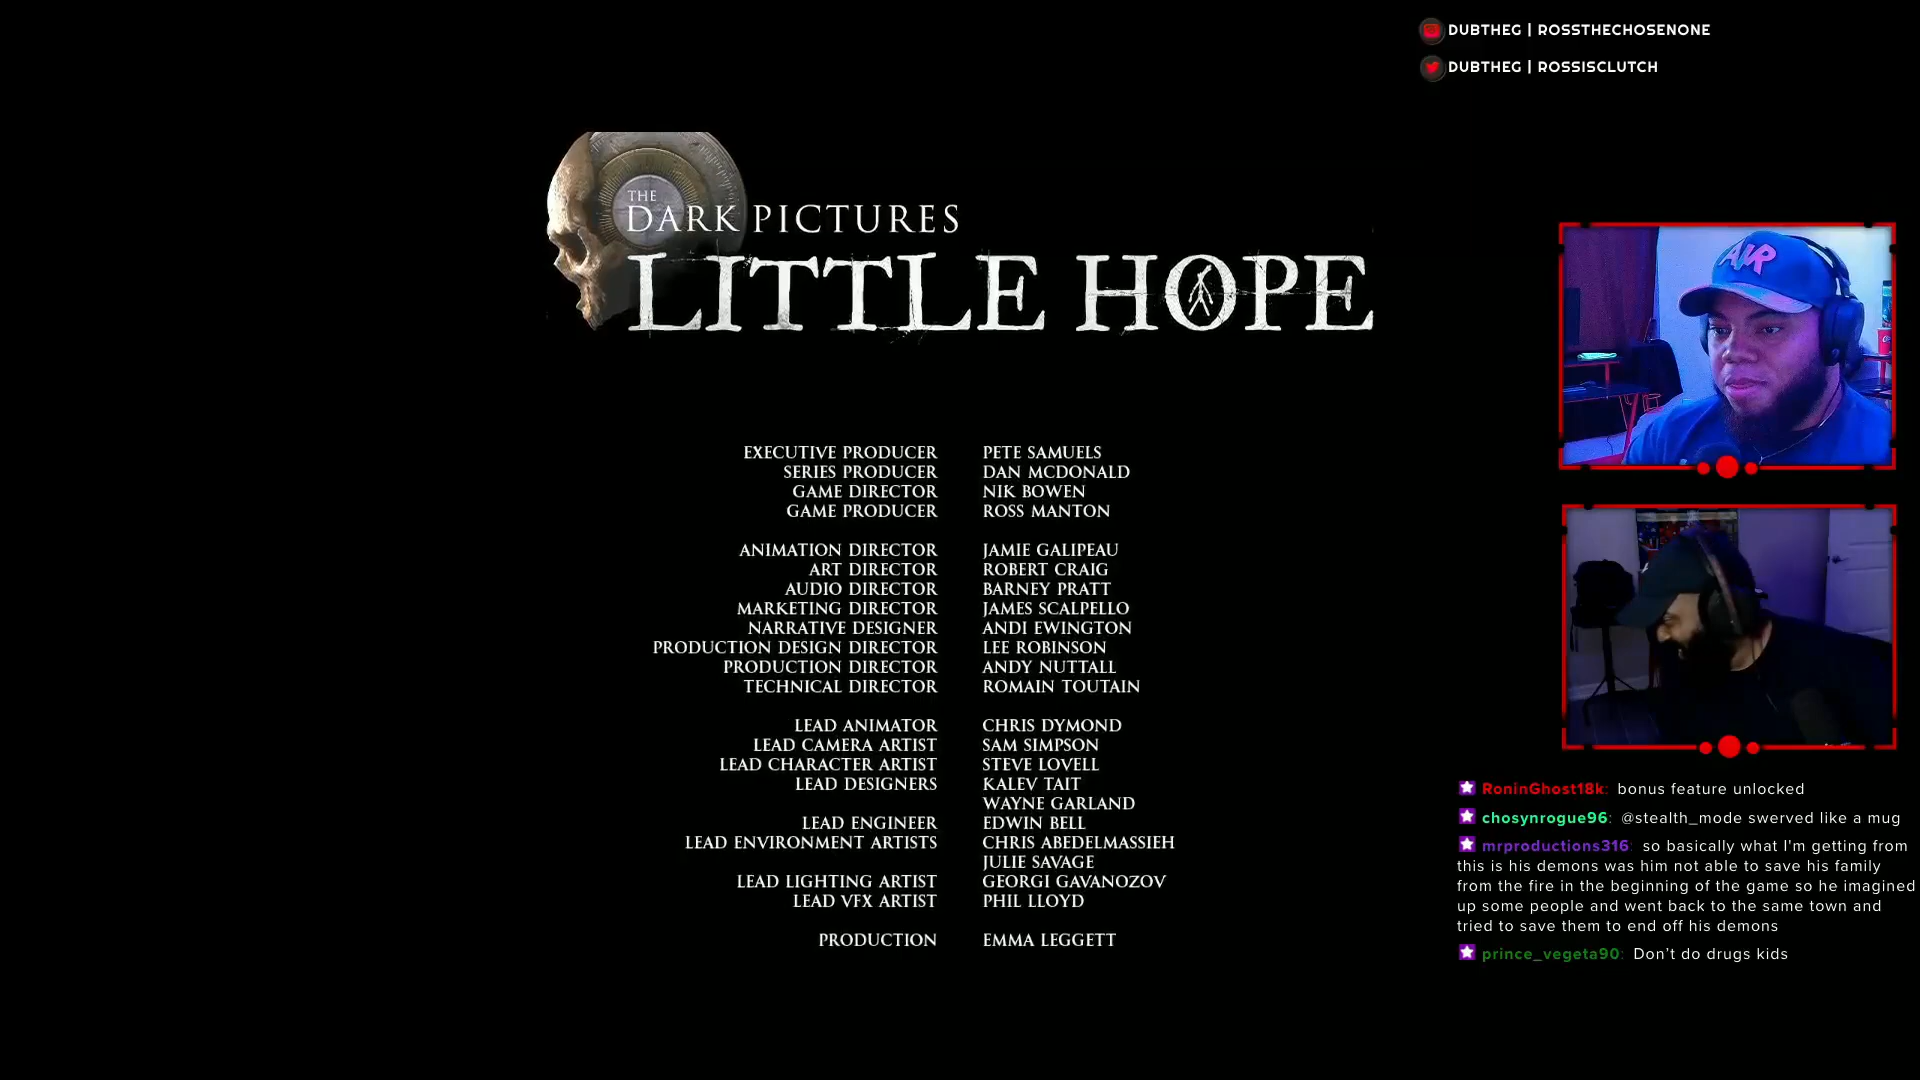 DUBTHEG | ROSSTHECHOSENONE
DUBTHEG | ROSSISCLUTCH
THE
DARK PICTURES
LITTLE HOPE
EXECUTIVE PRODUCER PETE SAMUELS
SERIES PRODUCER DAN MCDONALD
GAME DIRECTOR NIK BOWEN
GAME PRODUCER ROSS MANTON
ANIMATION DIRECTOR JAMIE GALIPEAU
ART DIRECTOR ROBERT CRAIG
AUDIO DIRECTOR BARNEY PRATT
MARKETING DIRECTOR JAMES SCALPELLO
NARRATIVE DESIGNER ANDI EWINGTON
PRODUCTION DESIGN DIRECTOR LEE ROBINSON
PRODUCTION DIRECTOR ANDY NUTTALL
TECHNICAL DIRECTOR ROMAIN TOUTAIN
LEAD ANIMATOR CHRIS DYMOND
LEAD CAMERA ARTIST SAM SIMPSON
LEAD CHARACTER ARTIST STEVE LOVELL
LEAD DESIGNERS KALEV TAIT
WAYNE GARLAND
LEAD ENGINEER EDWIN BELL
LEAD ENVIRONMENT ARTISTS CHRIS ABEDELMASSIEH
JULIE SAVAGE
LEAD LIGHTING ARTIST GEORGI GAVANOZOV
LEAD VFX ARTIST PHIL LLOYD
PRODUCTION EMMA LEGGETT
AIR
RoninGhost18k: bonus feature unlocked
chosynrogue96: @stealth_mode swerved like a mug
mrproductions316: so basically what I'm getting from
this is his demons was him not able to save his family
from the fire in the beginning of the game so he imagined
up some people and went back to the same town and
tried to save them to end off his demons
prince_vegeta90: Don't do drugs kids